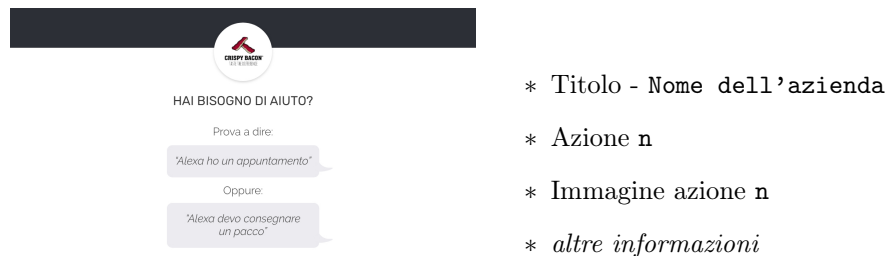 CRISPY BACON
HAI BISOGNO DI AIUTO?
Prova a dire:
"Alexa ho un appuntamento"
Oppure:
"Alexa devo consegnare
un pacco"
* Titolo - Nome dell'azienda
* Azione n
* Immagine azione n
* altre informazioni